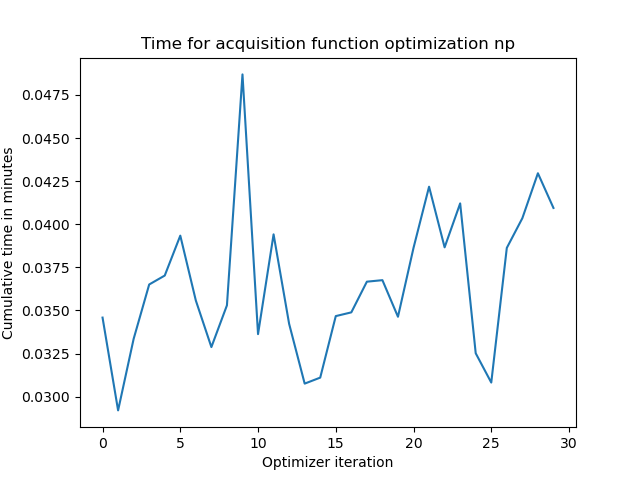 Time for acquisition function optimization np
Cumulative time in minutes
0.0475
0.0450
0.0425
0.0400
0.0375
0.0350
0.0325
0.0300
0 5 10 15 20 25 30
Optimizer iteration